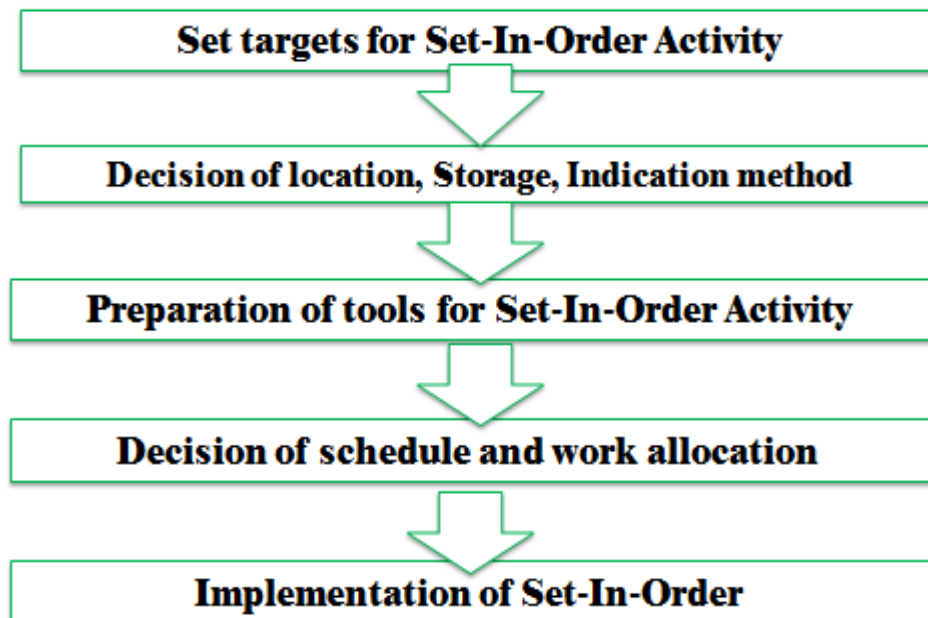 Set targets for Set-In-Order Activity
Decision of location, Storage, Indication method
Preparation of tools for Set-In-Order Activity
Decision of schedule and work allocation
Implementation of Set-In-Order